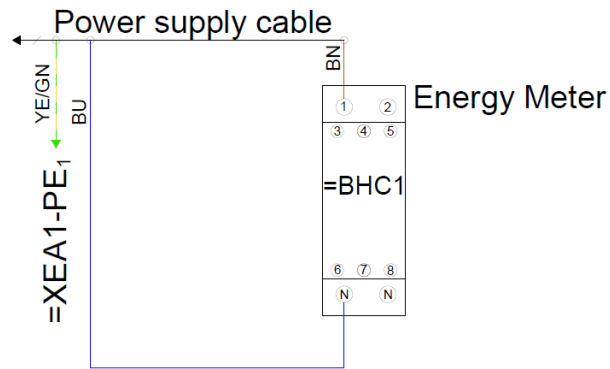 Power supply cable
YE/GN
BU
BN
1 2
Energy Meter
3 4 5
=BHC1
=XEA1-PE1
6 7 8
N N